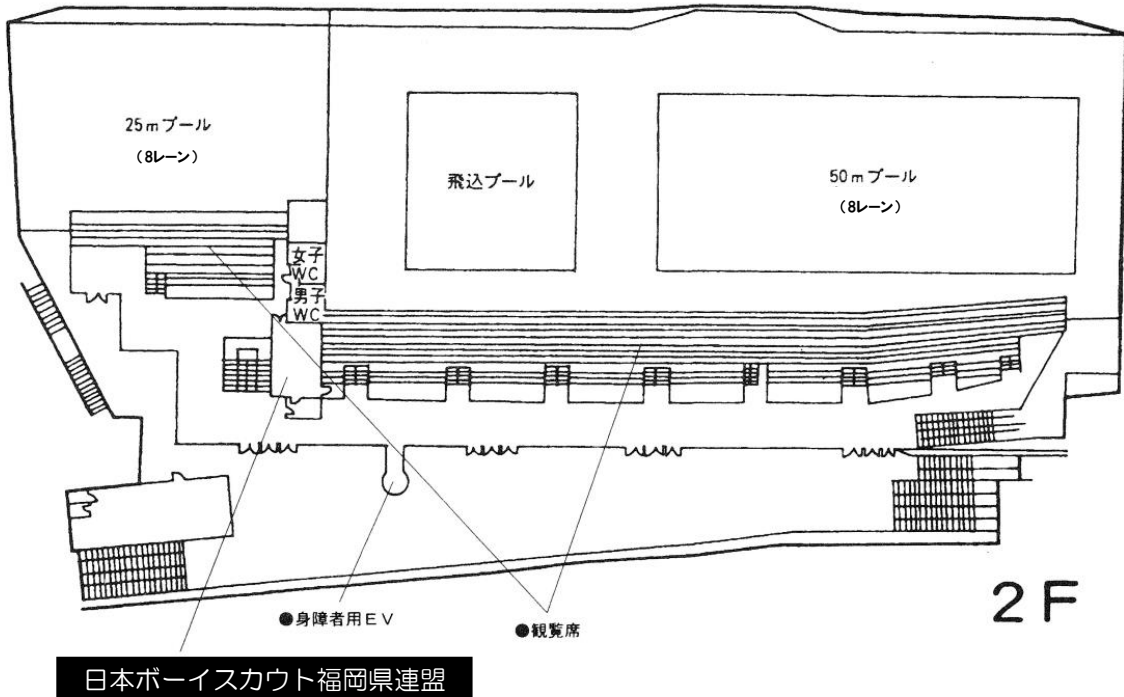 25mプール
(8レーン)
飛込プール
50mプール
(8レーン)
女子
WC
男子
WC
●身障者用EV
●観覧席
2F
日本ボーイスカウト福岡県連盟